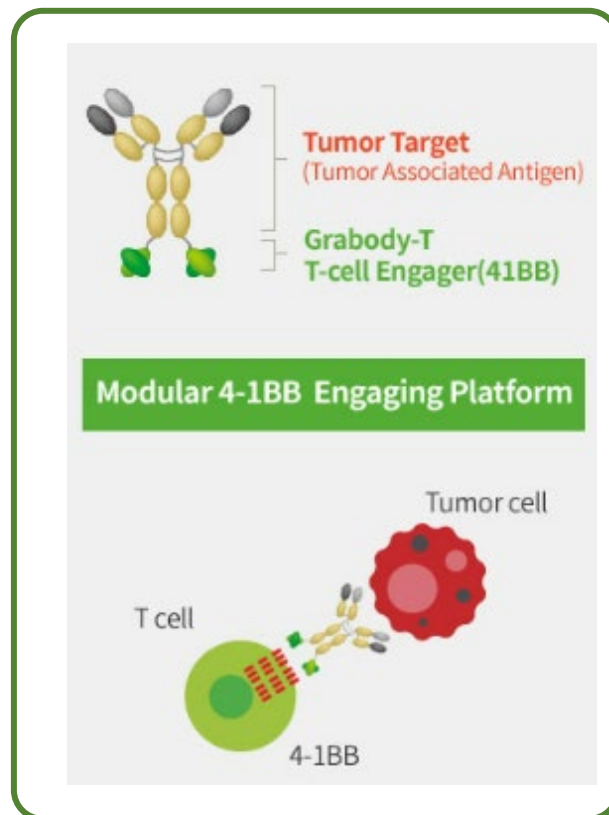 Tumor Target
(Tumor Associated Antigen)
Grabody-T
T-cell Engager(41BB)
Modular 4-1BB Engaging Platform
Tumor cell
T cell
4-1BB